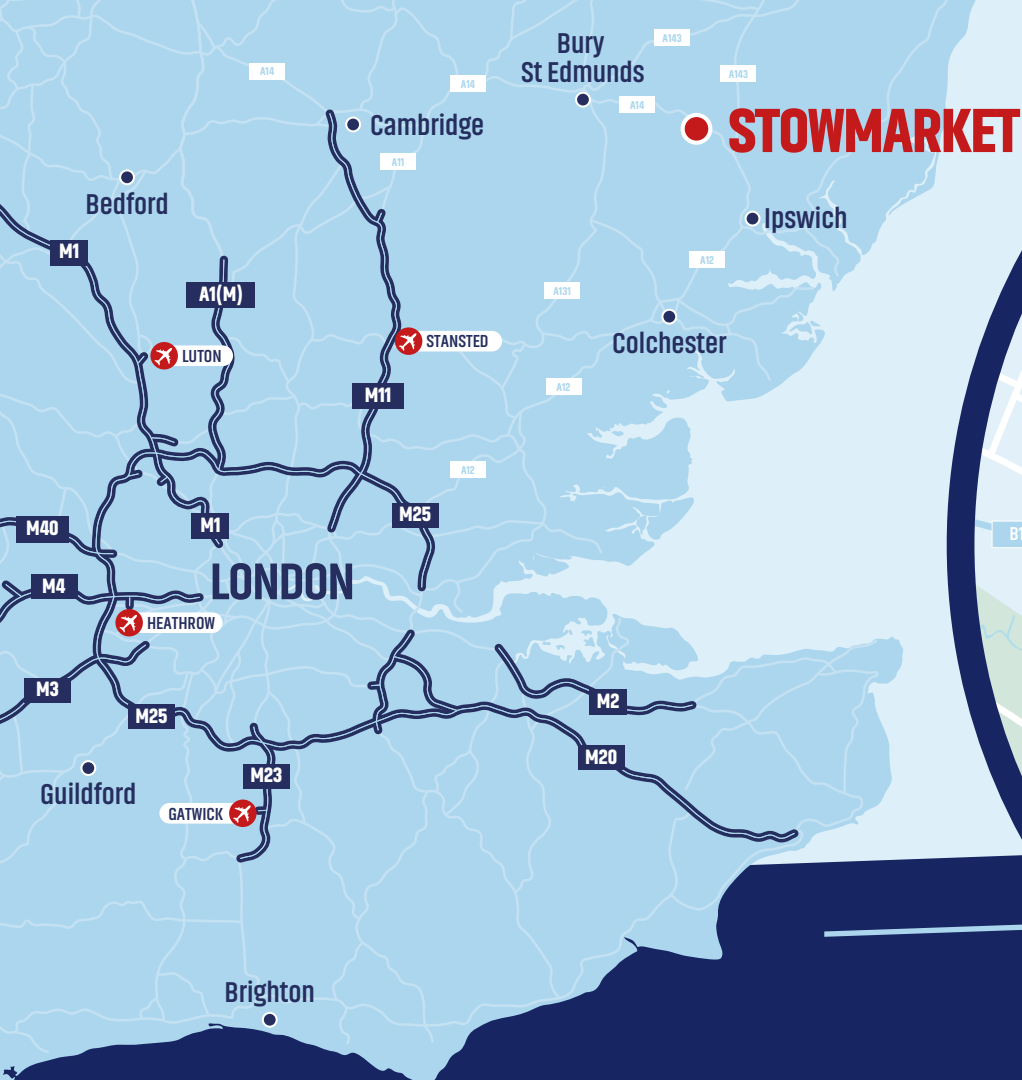 A143
Bury
St Edmunds
A14
A143
A14
A14
STOWMARKET
Cambridge
A11
Bedford
Ipswich
M1
A12
A1(M)
A131
STANSTED
Colchester
LUTON
M11
A12
A12
M25
M1
M40
B1
LONDON
M4
HEATHROW
M3
M2
M25
M20
M23
Guildford
GATWICK
Brighton